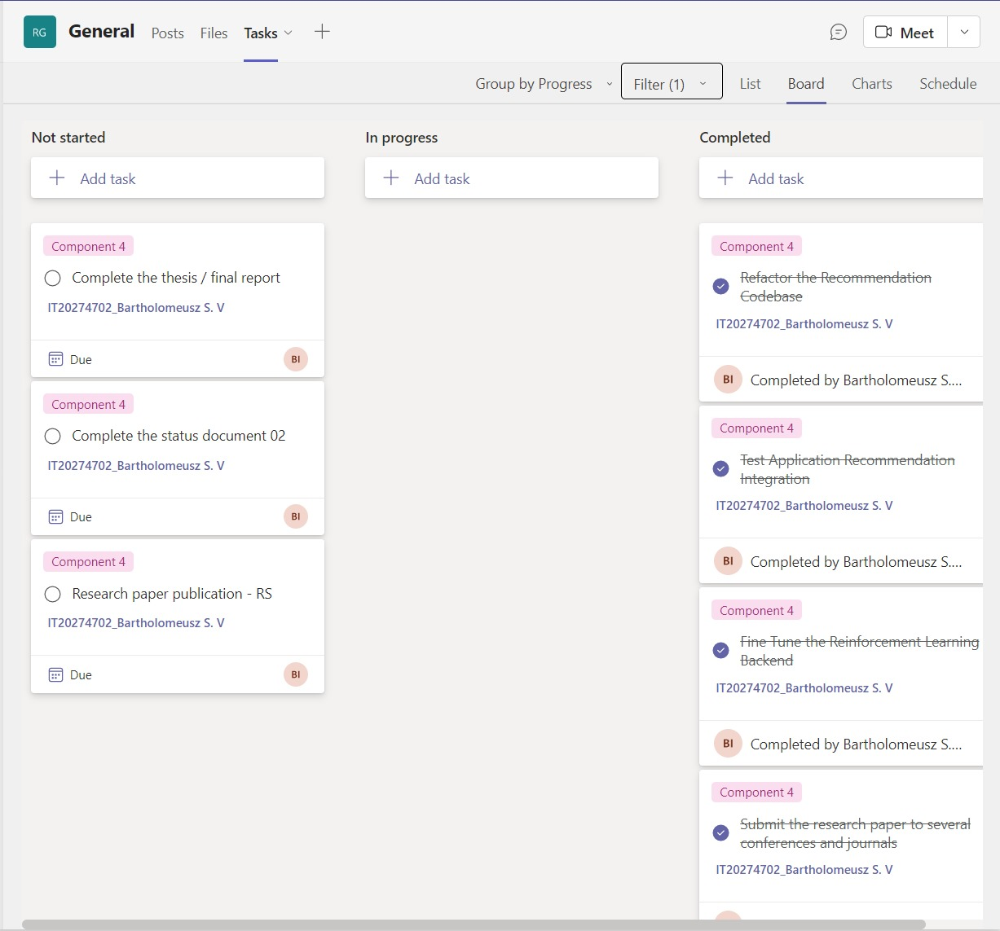 RG
General
Posts
Files
Tasks
Meet
Group by Progress
Filter (1)
List
Board
Charts
Schedule
Not started
Add task
Component 4
Complete the thesis / final report
IT20274702_Bartholomeusz S. V
Due
BI
Component 4
Complete the status document 02
IT20274702_Bartholomeusz S. V
Due
BI
Component 4
Research paper publication - RS
IT20274702_Bartholomeusz S. V
Due
BI
In progress
Add task
Completed
Add task
Component 4
Refactor the Recommendation
Codebase
IT20274702_Bartholomeusz S. V
BI
Completed by Bartholomeusz S....
Component 4
Test Application Recommendation
Integration
IT20274702_Bartholomeusz S. V
BI
Completed by Bartholomeusz S....
Component 4
Fine Tune the Reinforcement Learning
Backend
IT20274702_Bartholomeusz S. V
BI
Completed by Bartholomeusz S....
Component 4
Submit the research paper to several
conferences and journals
IT20274702_Bartholomeusz S. V